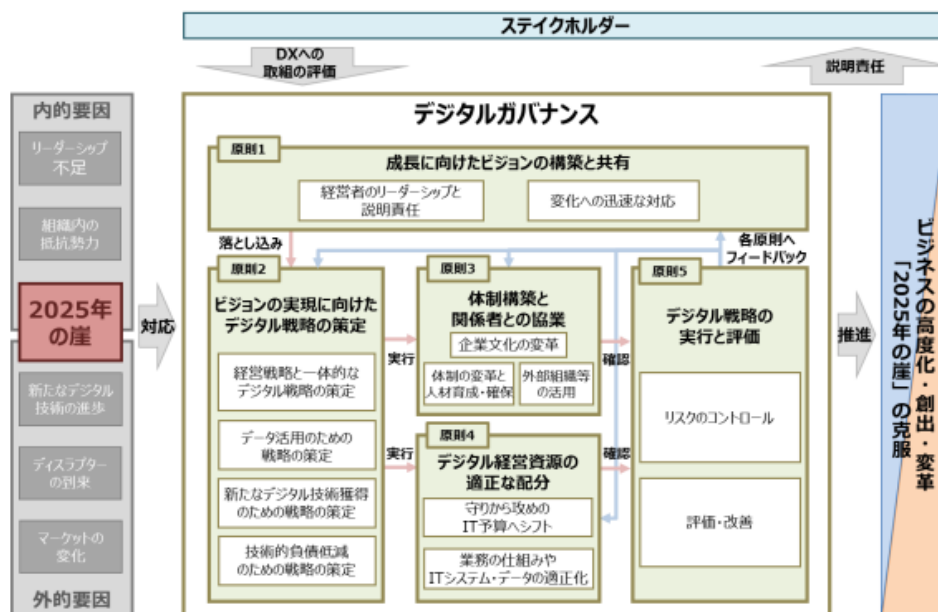 ステイクホルダー
DXへの
取組の評価
説明責任
内的要因
リーダーシップ
不足
組織内の
抵抗勢力
2025年
の崖
新たなデジタル
技術の進歩
ディスラプター
の到来
マーケットの
変化
外的要因
対応
デジタルガバナンス
原則1
成長に向けたビジョンの構築と共有
経営者のリーダーシップと
説明責任
変化への迅速な対応
落とし込み
各原則へ
フィードバック
原則2
ビジョンの実現に向けた
デジタル戦略の策定
経営戦略と一体的な
デジタル戦略の策定
データ活用のための
戦略の策定
新たなデジタル技術獲得
のための戦略の策定
技術的負債低減
のための戦略の策定
実行
実行
原則3
体制構築と
関係者との協業
企業文化の変革
体制の変革と
人材育成・確保
外部組織等
の活用
原則4
デジタル経営資源の
適正な配分
守りから攻めの
IT予算へシフト
業務の仕組みや
ITシステム・データの適正化
確認
確認
原則5
デジタル戦略の
実行と評価
リスクのコントロール
評価・改善
推進
ビジネスの高度化・創出・変革
「2025年の崖」の克服